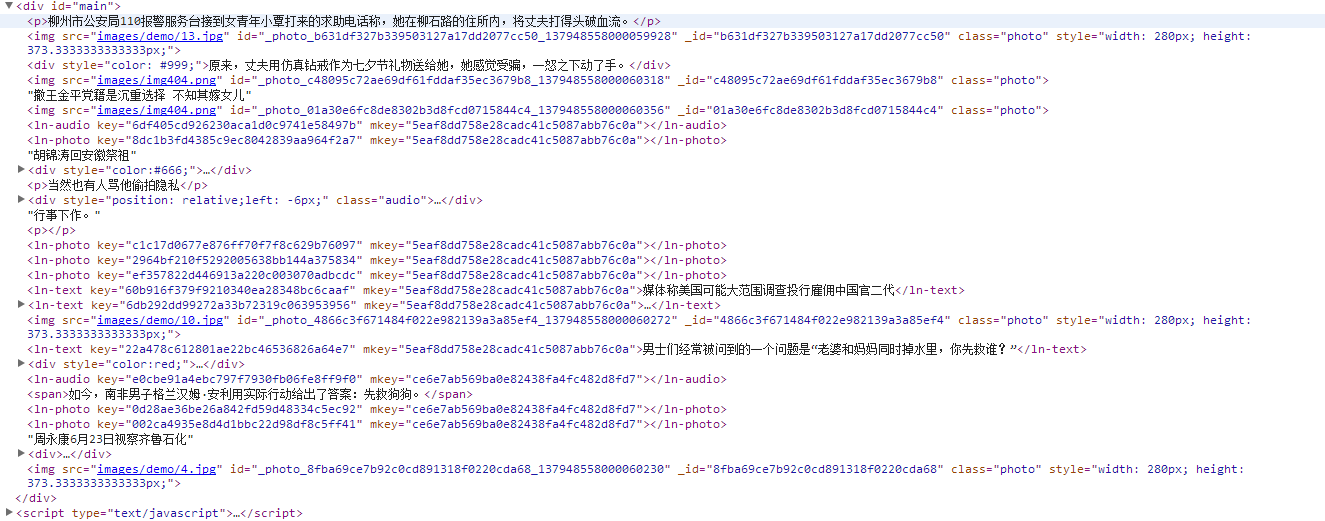 ▼<div id="main">
<p>柳州市公安局110报警服务台接到女青年小覃打来的求助电话称，她在柳石路的住所内，将丈夫打得头破血流。</p>
<img src="images/demo/13.jpg" id="_photo_b631df327b339503127a17dd2077cc50_137948558000059928" _id="b631df327b339503127a17dd2077cc50" class="photo" style="width: 280px; height:
373.3333333333333px;">
<div style="color: #999;">原来，丈夫用仿真钻戒作为七夕节礼物送给她，她感觉受骗，一怒之下动了手。</div>
<img src="images/img404.png" id="_photo_c48095c72ae69df61fddaf35ec3679b8_137948558000060318" _id="c48095c72ae69df61fddaf35ec3679b8" class="photo">
"撤王金平党籍是沉重选择 不知其嫁女儿"
<img src="images/img404.png" id="_photo_01a30e6fc8de8302b3d8fcd0715844c4_137948558000060356" _id="01a30e6fc8de8302b3d8fcd0715844c4" class="photo">
<ln-audio key="6df405cd926230aca1d0c9741e58497b" mkey="5eaf8dd758e28cadc41c5087abb76c0a"></ln-audio>
<ln-photo key="8dc1b3fd4385c9ec8042839aa964f2a7" mkey="5eaf8dd758e28cadc41c5087abb76c0a"></ln-photo>
"胡锦涛回安徽祭祖"
▶<div style="color:#666;">…</div>
<p>当然也有人骂他偷拍隐私</p>
▶<div style="position: relative;left: -6px;" class="audio">…</div>
"行事下作。"
<p></p>
<ln-photo key="c1c17d0677e876ff70f7f8c629b76097" mkey="5eaf8dd758e28cadc41c5087abb76c0a"></ln-photo>
<ln-photo key="2964bf210f5292005638bb144a375834" mkey="5eaf8dd758e28cadc41c5087abb76c0a"></ln-photo>
<ln-photo key="ef357822d446913a220c003070adbcdc" mkey="5eaf8dd758e28cadc41c5087abb76c0a"></ln-photo>
<ln-text key="60b916f379f9210340ea28348bc6caaf" mkey="5eaf8dd758e28cadc41c5087abb76c0a">媒体称美国可能大范围调查投行雇佣中国官二代</ln-text>
▶<ln-text key="6db292dd99272a33b72319c063953956" mkey="5eaf8dd758e28cadc41c5087abb76c0a">…</ln-text>
<img src="images/demo/10.jpg" id="_photo_4866c3f671484f022e982139a3a85ef4_137948558000060272" _id="4866c3f671484f022e982139a3a85ef4" class="photo" style="width: 280px; height:
373.3333333333333px;">
<ln-text key="22a478c612801ae22bc46536826a64e7" mkey="5eaf8dd758e28cadc41c5087abb76c0a">男士们经常被问到的一个问题是“老婆和妈妈同时掉水里，你先救谁？”</ln-text>
▶<div style="color:red;">…</div>
<ln-audio key="e0cbe91a4ebc797f7930fb06fe8ff9f0" mkey="ce6e7ab569ba0e82438fa4fc482d8fd7"></ln-audio>
<span>如今，南非男子格兰汉姆·安利用实际行动给出了答案：先救狗狗。</span>
<ln-photo key="0d28ae36be26a842fd59d48334c5ec92" mkey="ce6e7ab569ba0e82438fa4fc482d8fd7"></ln-photo>
<ln-photo key="002ca4935e8d4d1bbc22d98df8c5ff41" mkey="ce6e7ab569ba0e82438fa4fc482d8fd7"></ln-photo>
"周永康6月23日视察齐鲁石化"
▶<div>…</div>
<img src="images/demo/4.jpg" id="_photo_8fba69ce7b92c0cd891318f0220cda68_137948558000060230" _id="8fba69ce7b92c0cd891318f0220cda68" class="photo" style="width: 280px; height:
373.3333333333333px;">
</div>
▶<script type="text/javascript">…</script>